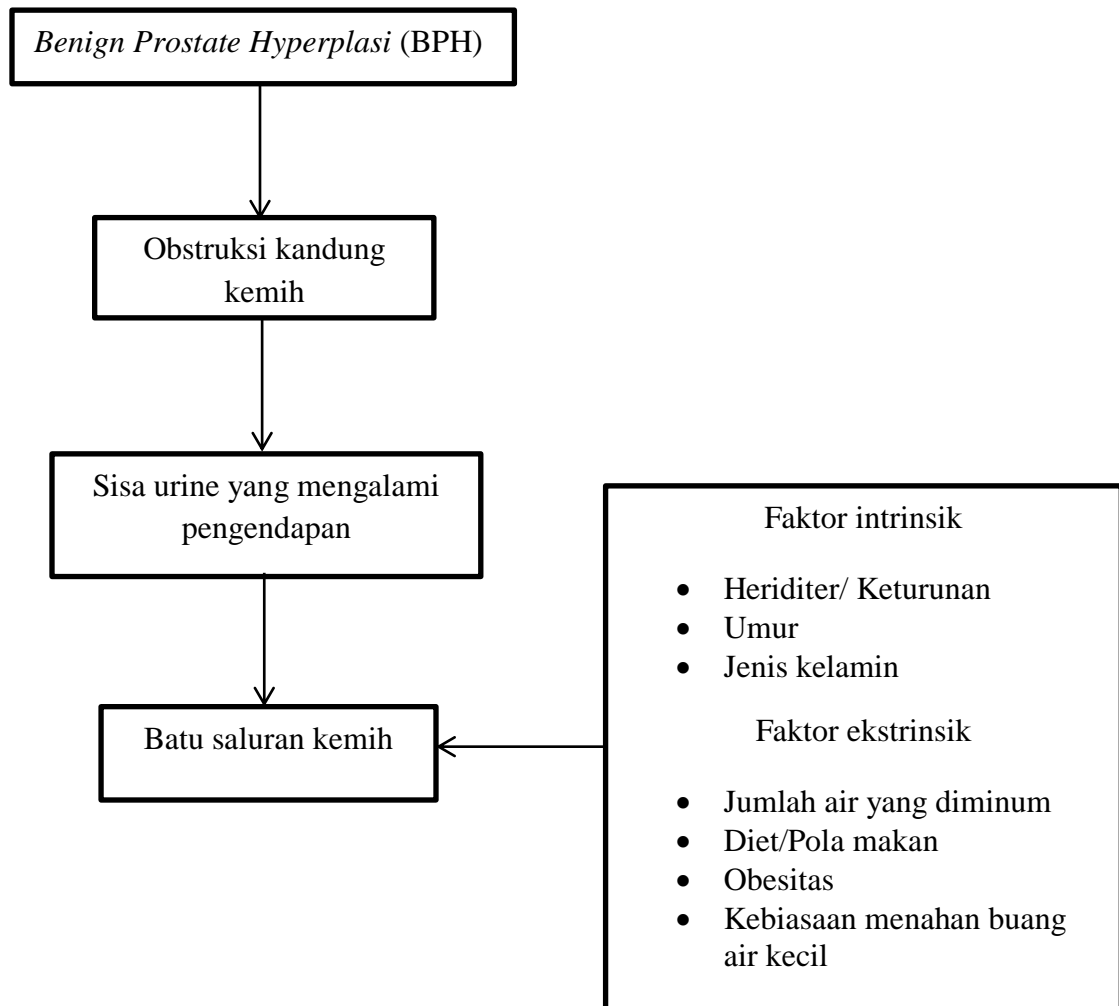 Benign Prostate Hyperplasi (BPH)
Obstruksi kandung
kemih
Sisa urine yang mengalami
pengendapan
Batu saluran kemih
Faktor intrinsik
• Heriditer/ Keturunan
• Umur
• Jenis kelamin
Faktor ekstrinsik
• Jumlah air yang diminum
• Diet/Pola makan
• Obesitas
• Kebiasaan menahan buang
air kecil